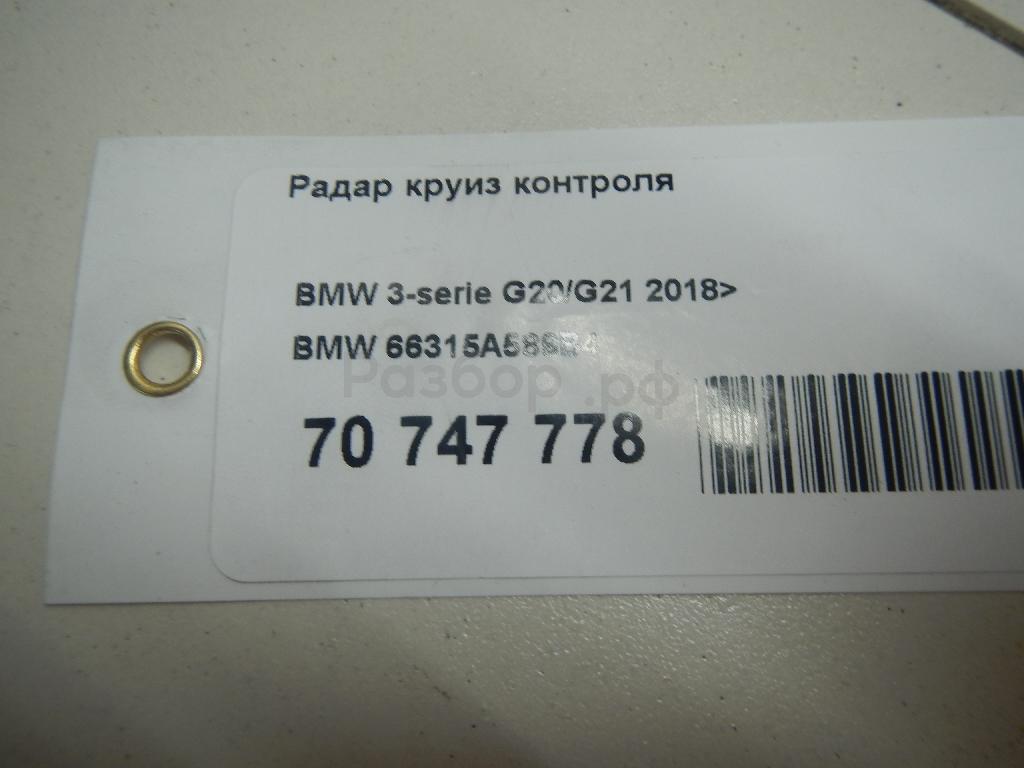 Радар круиз контроля
BMW 3-serie G20/G21 2018>
BMW
Разбор.рф
70 747 778